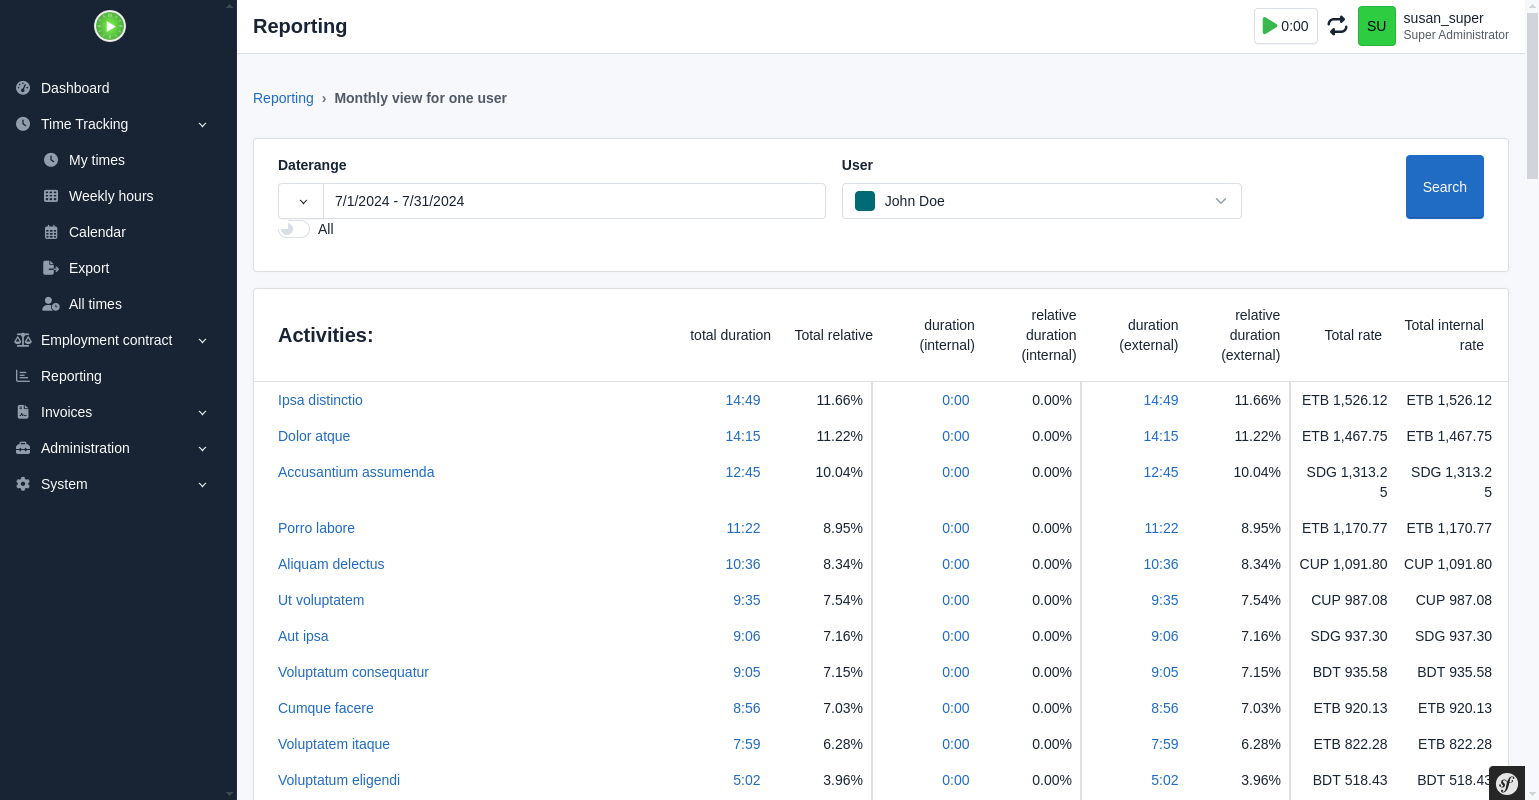 Reporting
0:00
SU
susan_super
Super Administrator
Dashboard
Time Tracking
My times
Weekly hours
Calendar
Export
All times
Employment contract
Reporting
Invoices
Administration
System
Reporting › Monthly view for one user
Daterange
User
7/1/2024 - 7/31/2024
John Doe
Search
All
Activities:
total duration
Total relative
duration
(internal)
relative
duration
(internal)
duration
(external)
relative
duration
(external)
Total rate
Total internal
rate
Ipsa distinctio 14:49 11.66% 0:00 0.00% 14:49 11.66% ETB 1,526.12 ETB 1,526.12
Dolor atque 14:15 11.22% 0:00 0.00% 14:15 11.22% ETB 1,467.75 ETB 1,467.75
Accusantium assumenda 12:45 10.04% 0:00 0.00% 12:45 10.04% SDG 1,313.2 SDG 1,313.2
5 5
Porro labore 11:22 8.95% 0:00 0.00% 11:22 8.95% ETB 1,170.77 ETB 1,170.77
Aliquam delectus 10:36 8.34% 0:00 0.00% 10:36 8.34% CUP 1,091.80 CUP 1,091.80
Ut voluptatem 9:35 7.54% 0:00 0.00% 9:35 7.54% CUP 987.08 CUP 987.08
Aut ipsa 9:06 7.16% 0:00 0.00% 9:06 7.16% SDG 937.30 SDG 937.30
Voluptatum consequatur 9:05 7.15% 0:00 0.00% 9:05 7.15% BDT 935.58 BDT 935.58
Cumque facere 8:56 7.03% 0:00 0.00% 8:56 7.03% ETB 920.13 ETB 920.13
Voluptatem itaque 7:59 6.28% 0:00 0.00% 7:59 6.28% ETB 822.28 ETB 822.28
Voluptatum eligendi 5:02 3.96% 0:00 0.00% 5:02 3.96% BDT 518.43 BDT 518.43